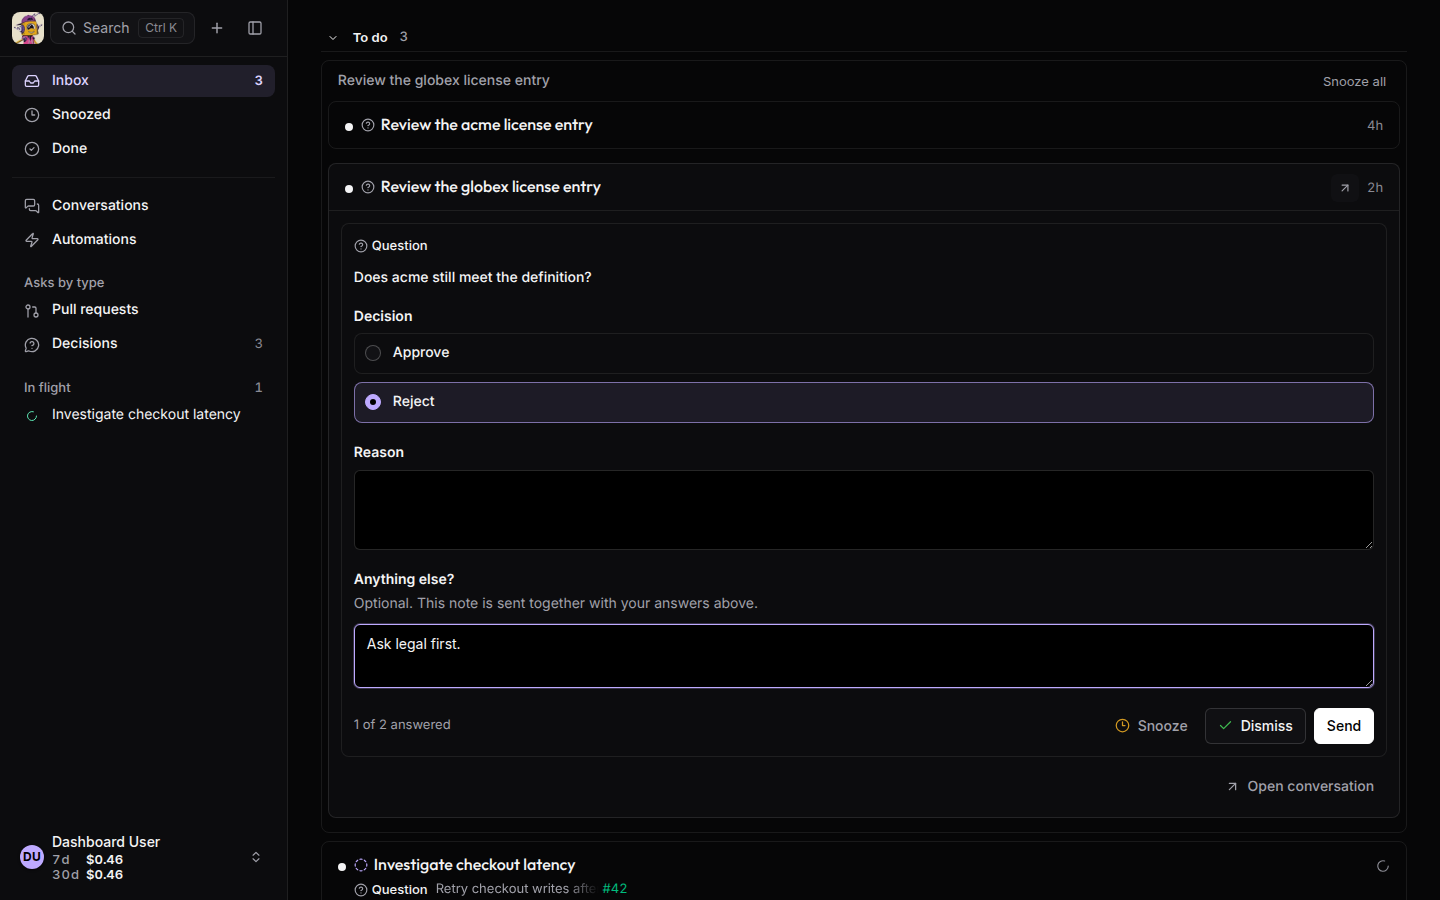 Search Ctrl K
Inbox 3
Snoozed
Done
Conversations
Automations
Asks by type
Pull requests
Decisions 3
In flight 1
Investigate checkout latency
Dashboard User
DU
7d $0.46
30d $0.46
To do 3
Review the globex license entry Snooze all
Review the acme license entry 4h
Review the globex license entry 2h
Question
Does acme still meet the definition?
Decision
Approve
Reject
Reason
Anything else?
Optional. This note is sent together with your answers above.
Ask legal first.
1 of 2 answered Snooze Dismiss Send
Open conversation
Investigate checkout latency
Question Retry checkout writes afte #42